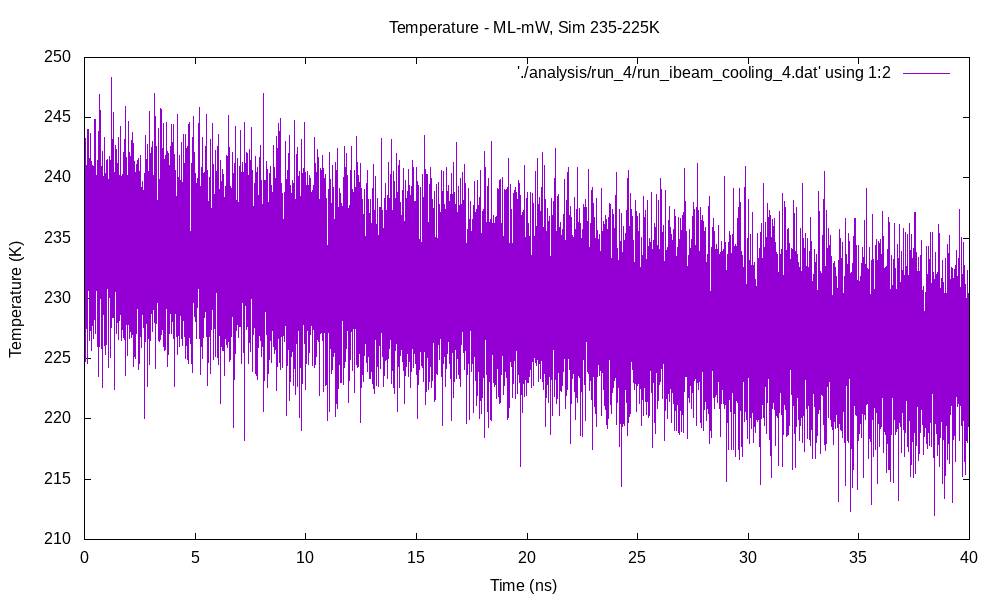 Temperature - ML-mW, Sim 235-225K
'./analysis/run_4/run_ibeam_cooling_4.dat' using 1:2
250
245
240
235
230
225
220
215
210
Temperature (K)
0 5 10 15 20 25 30 35 40
Time (ns)